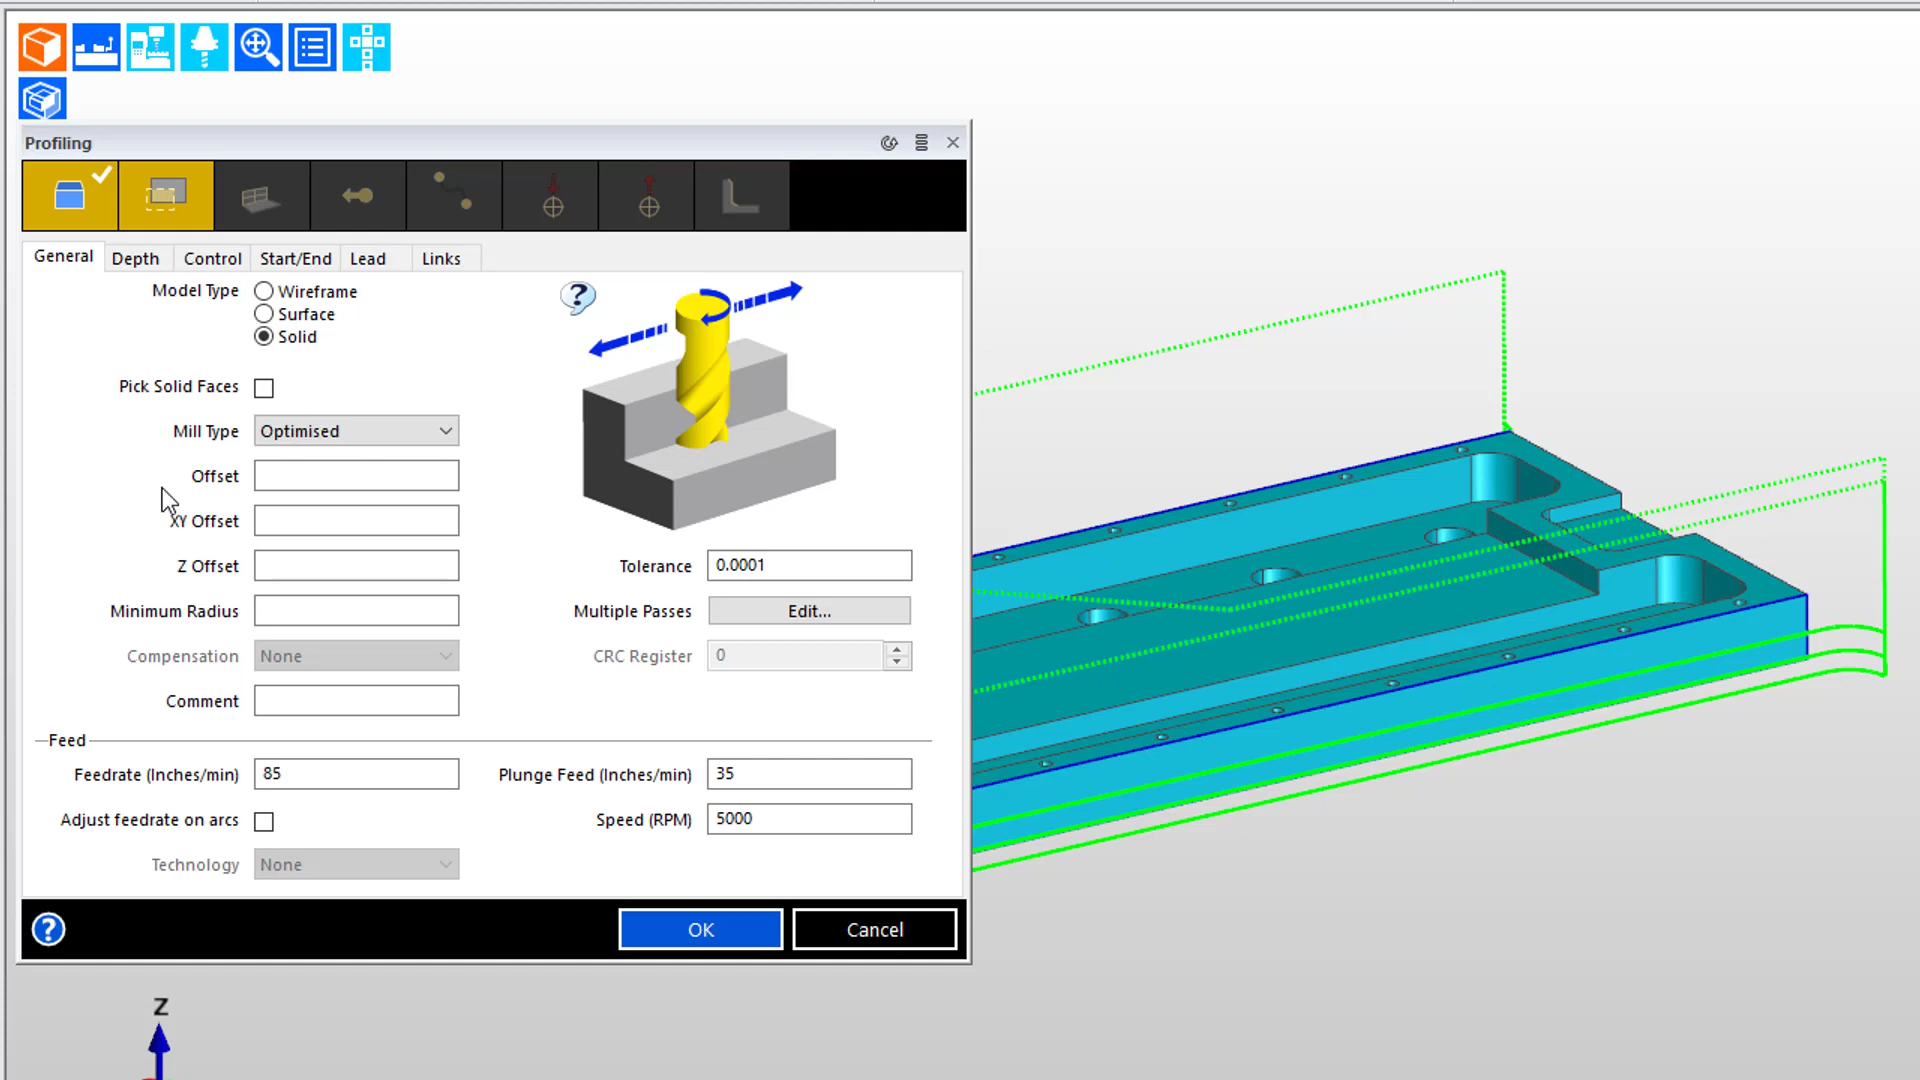 Profiling
General Depth Control Start/End Lead Links
Model Type Wireframe
Surface
Solid
Pick Solid Faces
Mill Type Optimised
Offset
XY Offset
Z Offset
Tolerance 0.0001
Minimum Radius
Multiple Passes Edit...
Compensation None
CRC Register 0
Comment
Feed
Feedrate (Inches/min) 85
Plunge Feed (Inches/min) 35
Adjust feedrate on arcs
Speed (RPM) 5000
Technology None
OK Cancel
Z